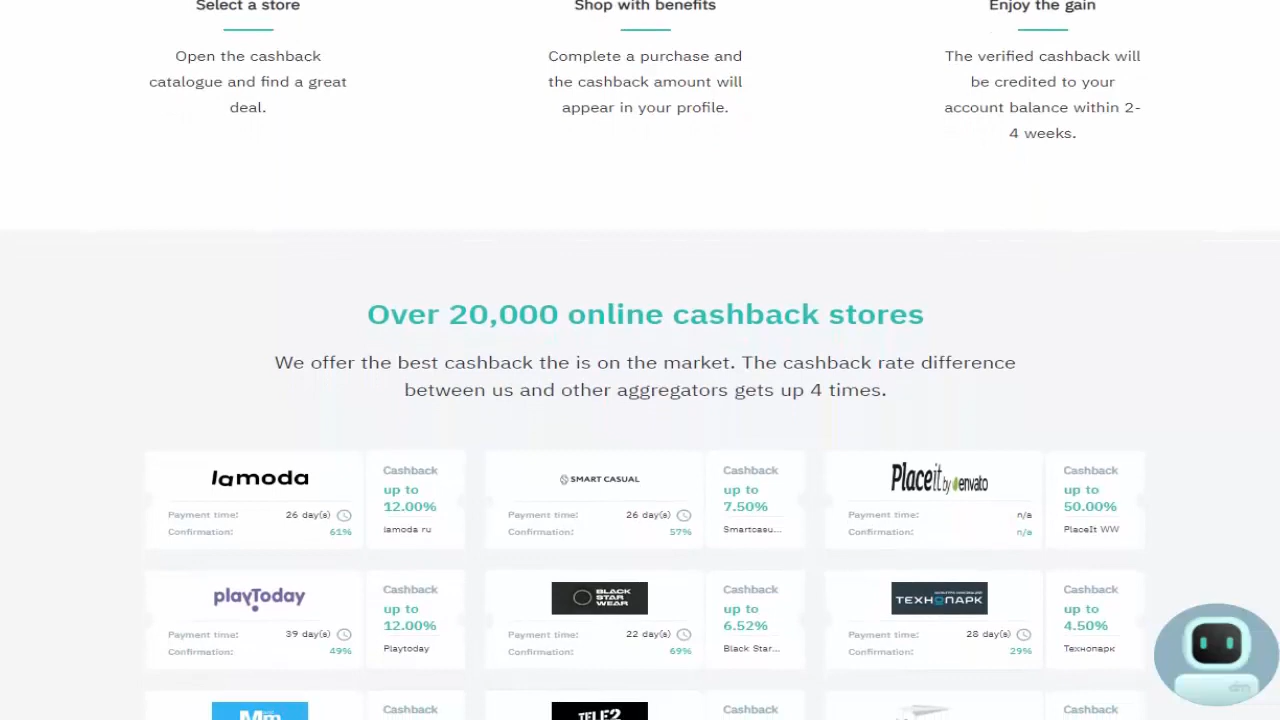 Select a store
Open the cashback
catalogue and find a great
deal.
Shop with benefits
Complete a purchase and
the cashback amount will
appear in your profile.
Enjoy the gain
The verified cashback will
be credited to your
account balance within 2-
4 weeks.
Over 20,000 online cashback stores
We offer the best cashback the is on the market. The cashback rate difference
between us and other aggregators gets up 4 times.
lamoda
Payment time: 26 day(s)
Confirmation: 61%
Cashback
up to
12.00%
lamoda ru
SMART CASUAL
Payment time: 26 day(s)
Confirmation: 57%
Cashback
up to
7.50%
Smartcasu...
Placeit by envato
Payment time: n/a
Confirmation: n/a
Cashback
up to
50.00%
PlaceIt WW
playToday
Payment time: 39 day(s)
Confirmation: 49%
Cashback
up to
12.00%
Playtoday
BLACK
STAR
WEAR
Payment time: 22 day(s)
Confirmation: 69%
Cashback
up to
6.52%
Black Star...
ТЕХНОПАРК
Payment time: 28 day(s)
Confirmation: 29%
Cashback
up to
4.50%
Технопарк
Mm
Cashback
TELE2
Cashback
Cashback